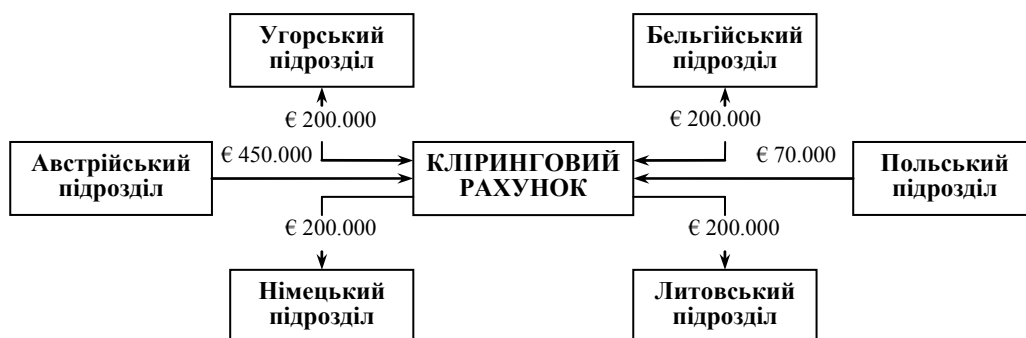 Угорський
підрозділ
Бельгійський
підрозділ
€ 200.000
€ 200.000
Австрійський
підрозділ
€ 450.000
КЛІРИНГОВИЙ
РАХУНОК
€ 70.000
Польський
підрозділ
€ 200.000
€ 200.000
Німецький
підрозділ
Литовський
підрозділ